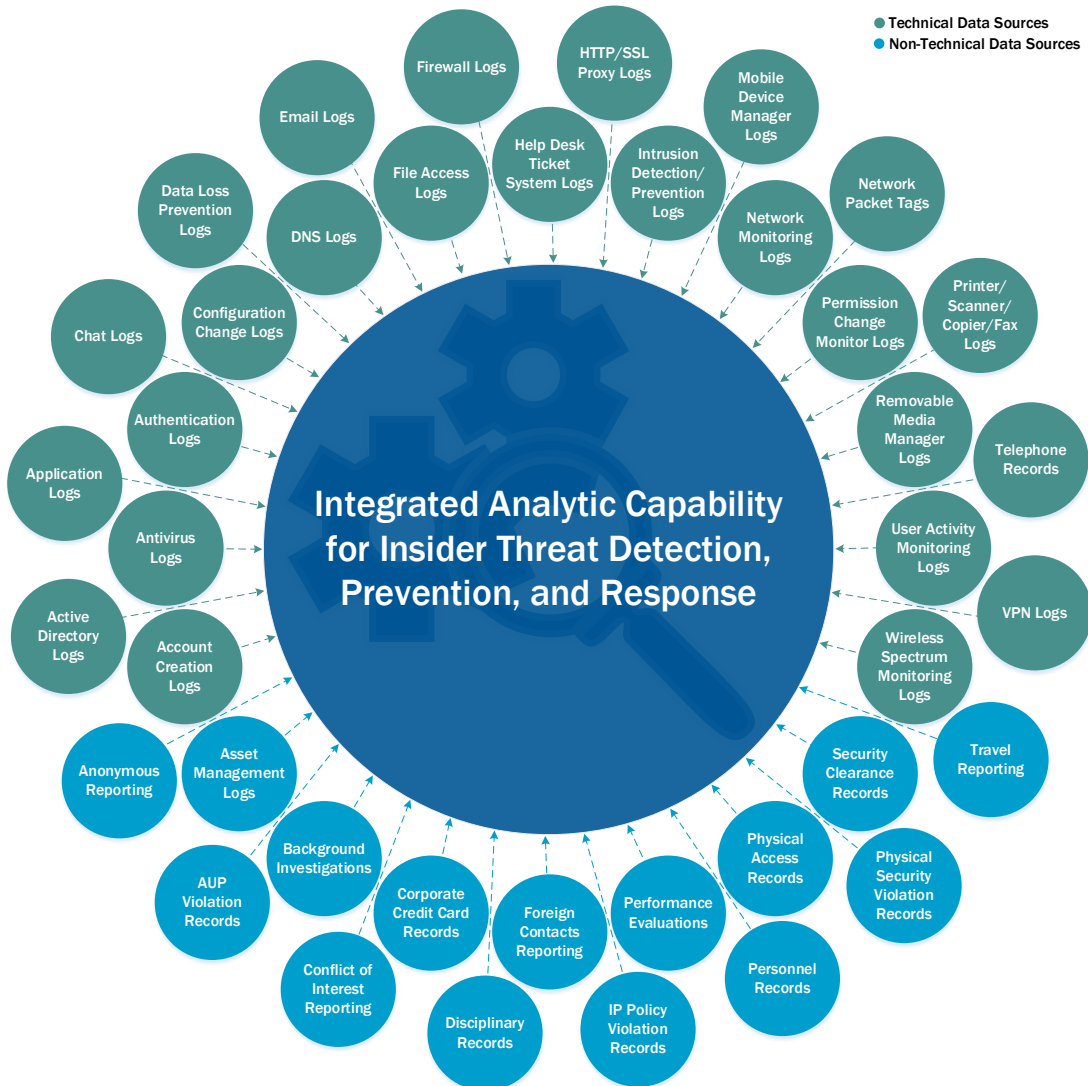 Technical Data Sources
Non-Technical Data Sources
Firewall Logs
HTTP/SSL
Proxy Logs
Mobile
Device
Manager
Logs
Email Logs
File Access
Logs
Help Desk
Ticket
System Logs
Intrusion
Detection/
Prevention
Logs
Network
Packet Tags
Data Loss
Prevention
Logs
DNS Logs
Network
Monitoring
Logs
Chat Logs
Configuration
Change Logs
Permission
Change
Monitor Logs
Printer/
Scanner/
Copier/Fax
Logs
Authentication
Logs
Removable
Media
Manager
Logs
Application
Logs
Telephone
Records
Antivirus
Logs
Integrated Analytic Capability
for Insider Threat Detection,
Prevention, and Response
User Activity
Monitoring
Logs
Active
Directory
Logs
VPN Logs
Account
Creation
Logs
Wireless
Spectrum
Monitoring
Logs
Anonymous
Reporting
Asset
Management
Logs
Security
Clearance
Records
Travel
Reporting
AUP
Violation
Records
Background
Investigations
Physical
Access
Records
Physical
Security
Violation
Records
Conflict of
Interest
Reporting
Corporate
Credit Card
Records
Foreign
Contacts
Reporting
Performance
Evaluations
Personnel
Records
Disciplinary
Records
IP Policy
Violation
Records